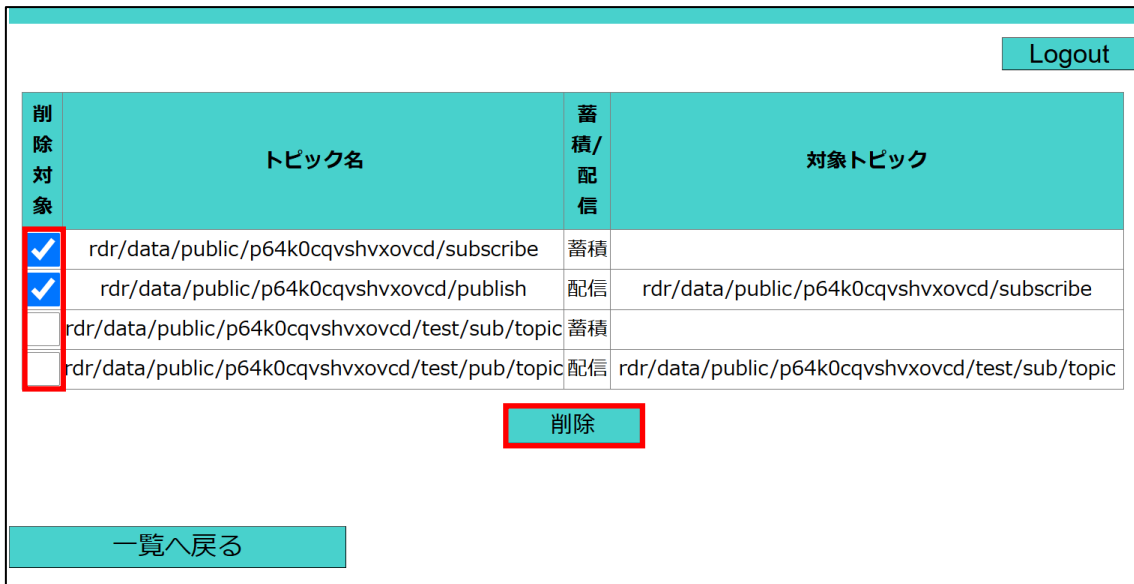 Logout
削除対象 トピック名 蓄積/配信 対象トピック
rdr/data/public/p64k0cqvshvxovcd/subscribe 蓄積
rdr/data/public/p64k0cqvshvxovcd/publish 配信 rdr/data/public/p64k0cqvshvxovcd/subscribe
rdr/data/public/p64k0cqvshvxovcd/test/sub/topic 蓄積
rdr/data/public/p64k0cqvshvxovcd/test/pub/topic 配信 rdr/data/public/p64k0cqvshvxovcd/test/sub/topic
削除
一覧へ戻る